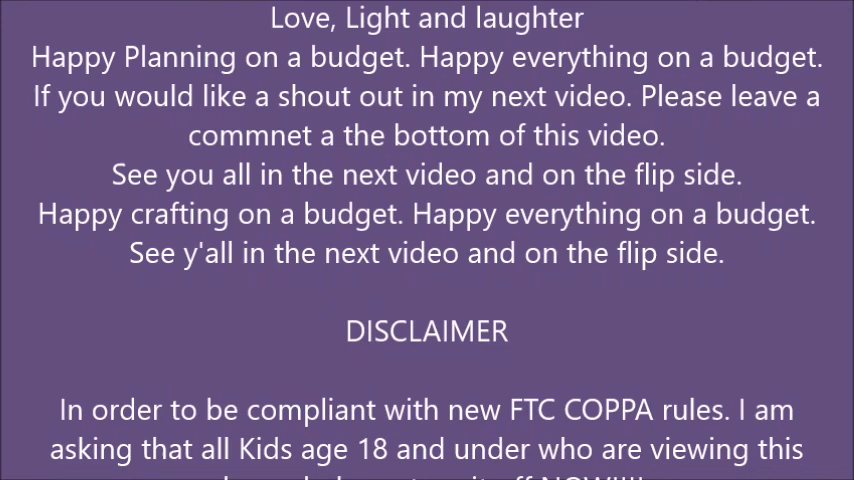 Love, Light and laughter
Happy Planning on a budget. Happy everything on a budget.
If you would like a shout out in my next video. Please leave a
commnet a the bottom of this video.
See you all in the next video and on the flip side.
Happy crafting on a budget. Happy everything on a budget.
See y'all in the next video and on the flip side.
DISCLAIMER
In order to be compliant with new FTC COPPA rules. I am
asking that all Kids age 18 and under who are viewing this